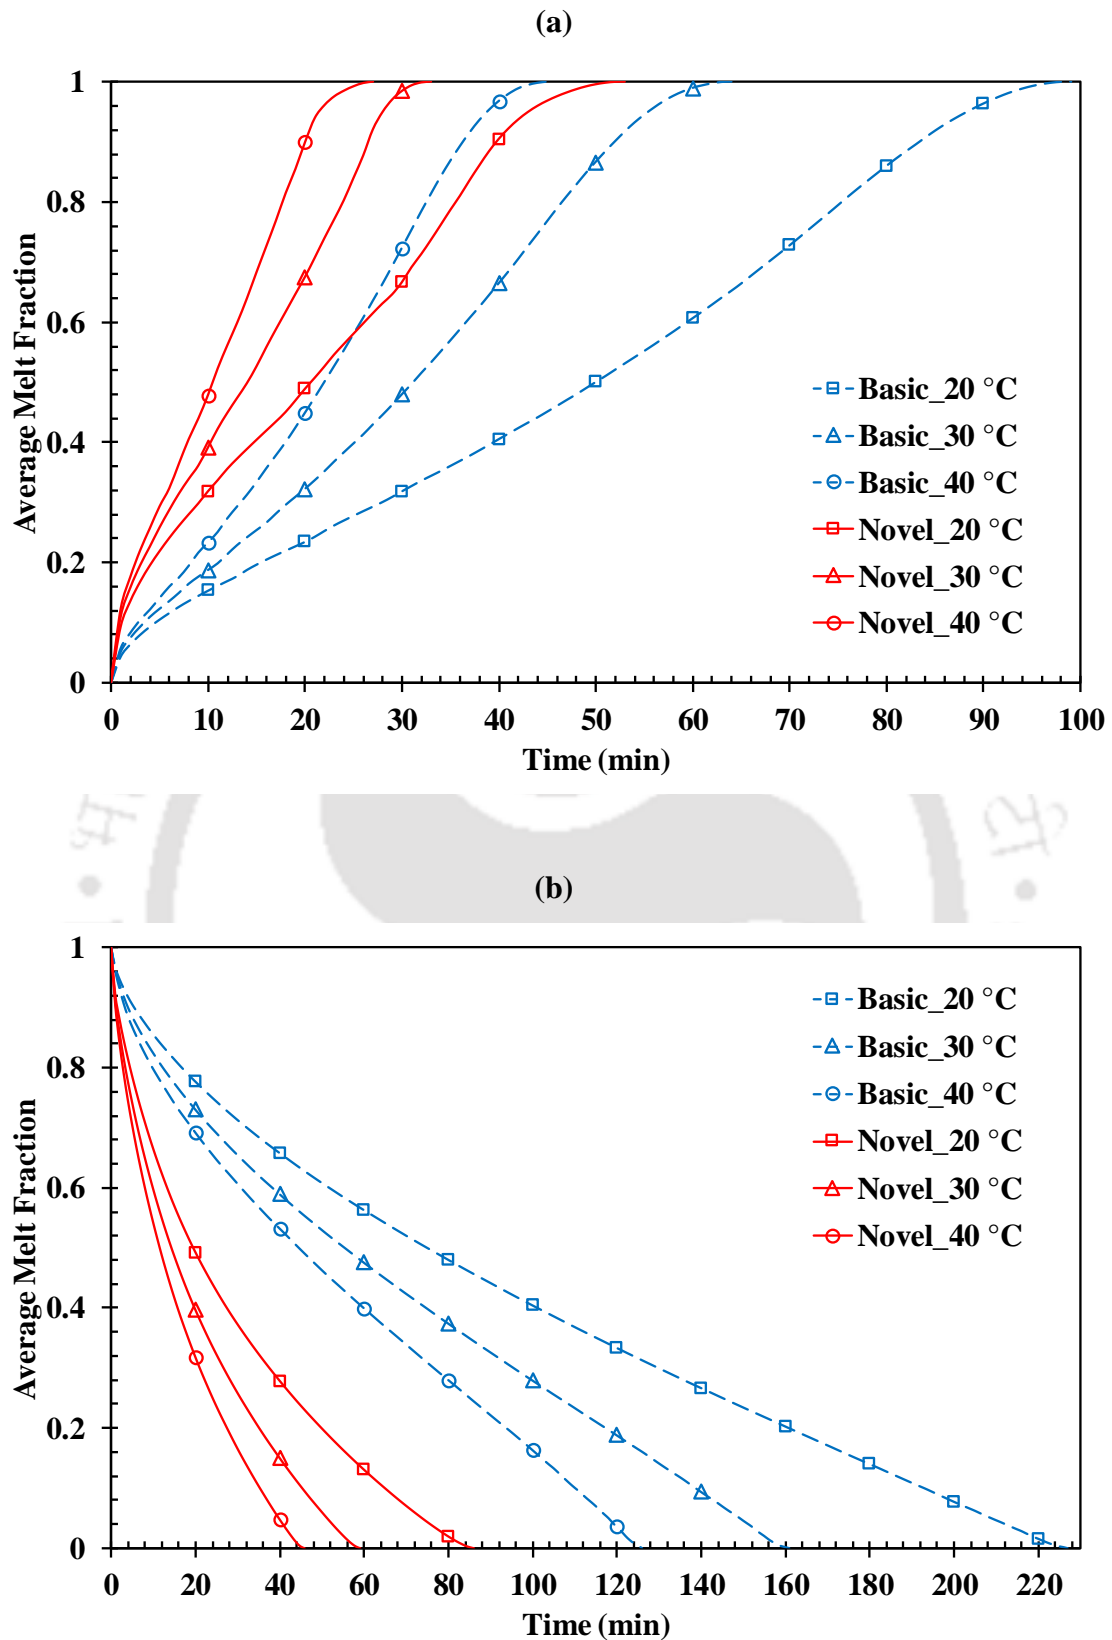 (a)
1
0.8
0.6
0.4
0.2
0
Average Melt Fraction
Basic_20 °C
Basic_30 °C
Basic_40 °C
Novel_20 °C
Novel_30 °C
Novel_40 °C
0 10 20 30 40 50 60 70 80 90 100
Time (min)
(b)
1
0.8
0.6
0.4
0.2
0
Average Melt Fraction
Basic_20 °C
Basic_30 °C
Basic_40 °C
Novel_20 °C
Novel_30 °C
Novel_40 °C
0 20 40 60 80 100 120 140 160 180 200 220
Time (min)